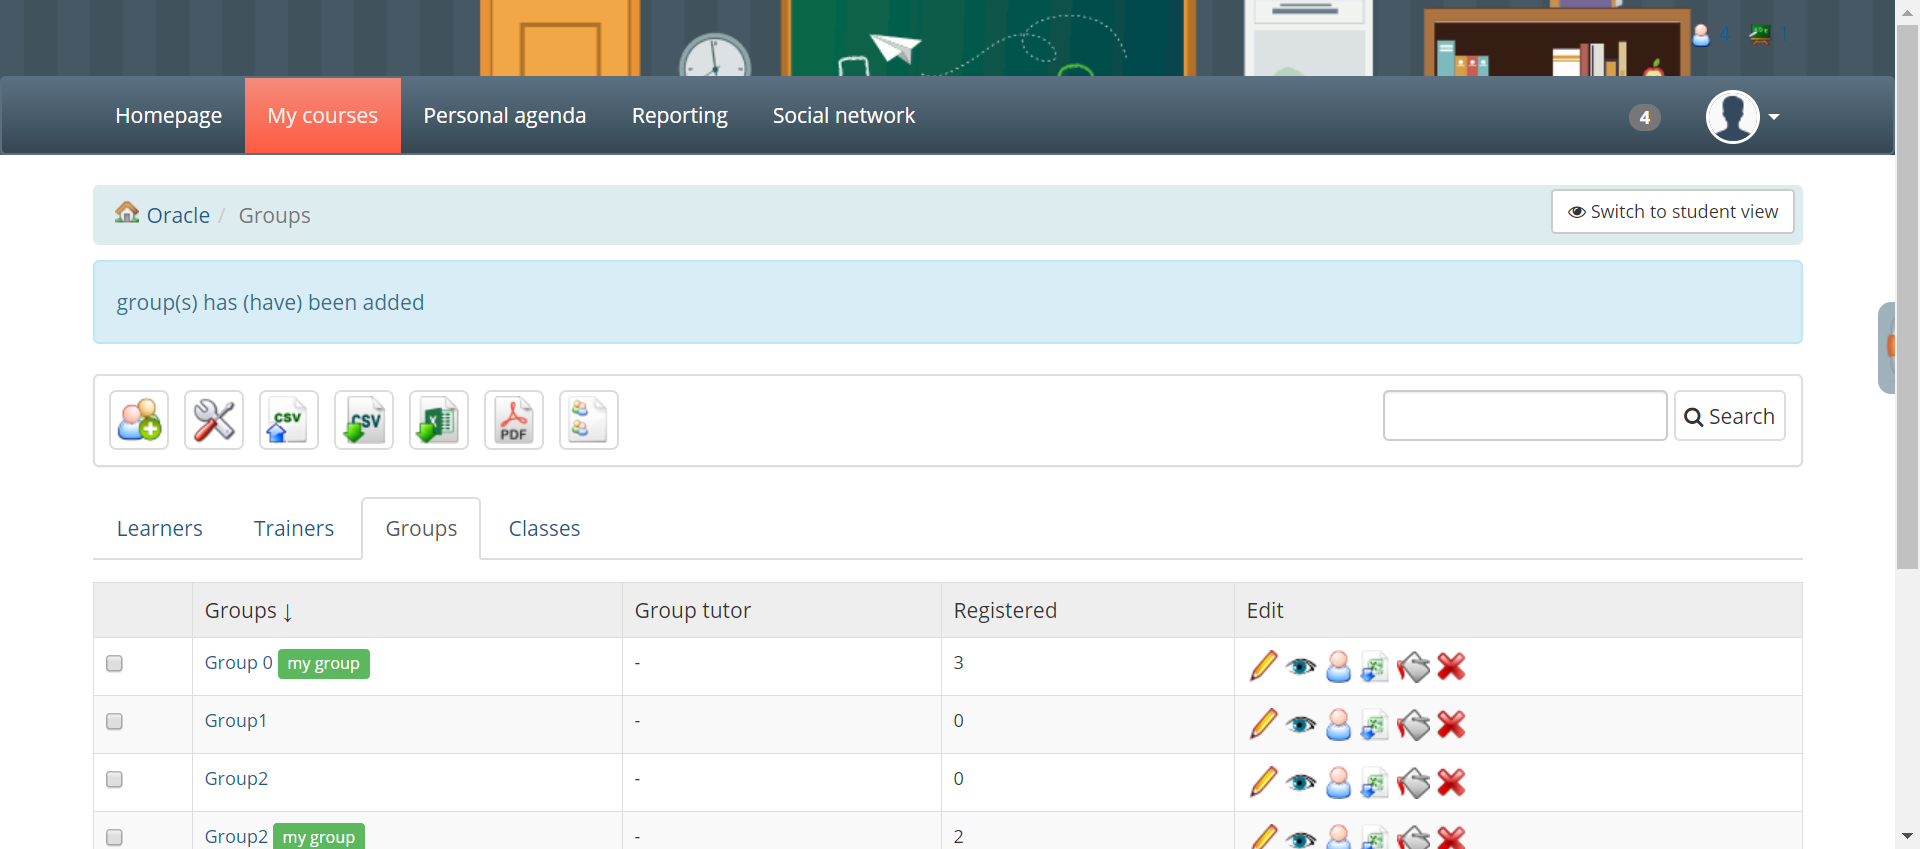 4 1
Homepage My courses Personal agenda Reporting Social network 4
Oracle / Groups Switch to student view
group(s) has (have) been added
CSV CSV X PDF Search
Learners Trainers Groups Classes
Groups ↓ Group tutor Registered Edit
Group 0 my group - 3
Group1 - 0
Group2 - 0
Group2 my group - 2